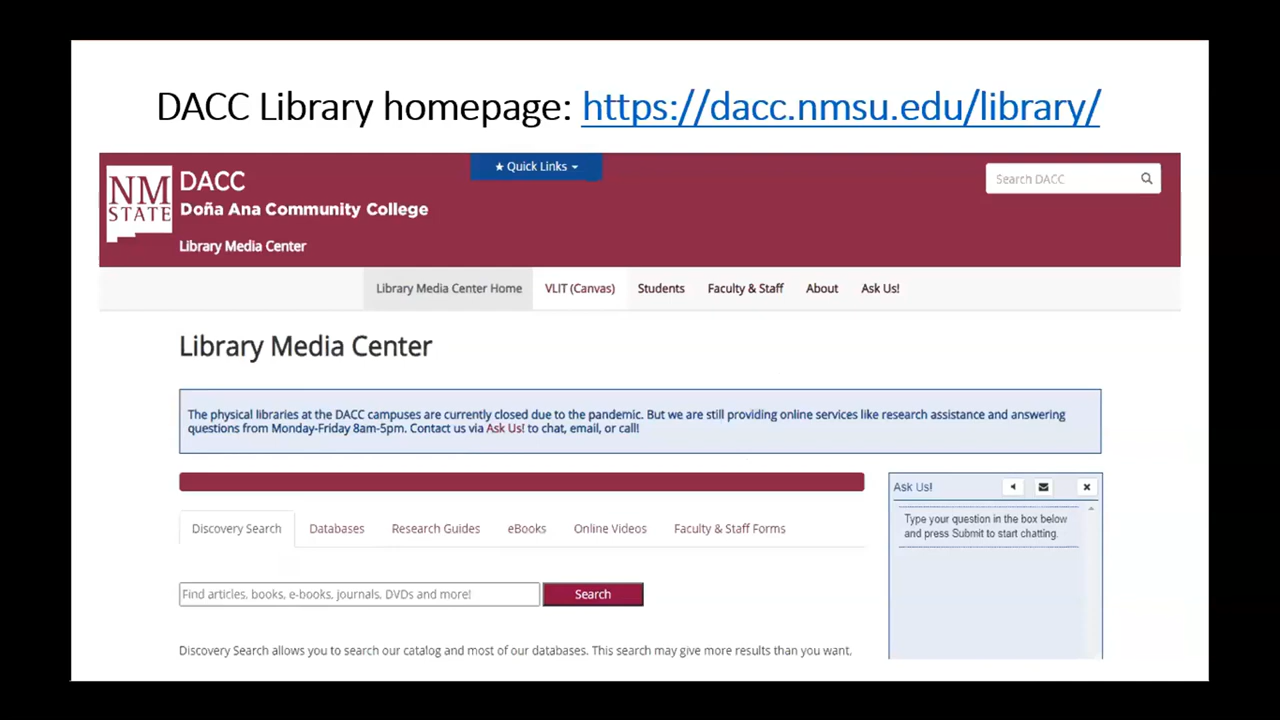 DACC Library homepage: https://dacc.nmsu.edu/library/
★ Quick Links
NM
STATE
DACC
Doña Ana Community College
Library Media Center
Search DACC
Library Media Center Home VLIT (Canvas) Students Faculty & Staff About Ask Us!
Library Media Center
The physical libraries at the DACC campuses are currently closed due to the pandemic. But we are still providing online services like research assistance and answering
questions from Monday-Friday 8am-5pm. Contact us via Ask Us! to chat, email, or call!
Discovery Search Databases Research Guides eBooks Online Videos Faculty & Staff Forms
Find articles, books, e-books, journals, DVDs and more! Search
Discovery Search allows you to search our catalog and most of our databases. This search may give more results than you want,
Ask Us!
Type your question in the box below
and press Submit to start chatting.